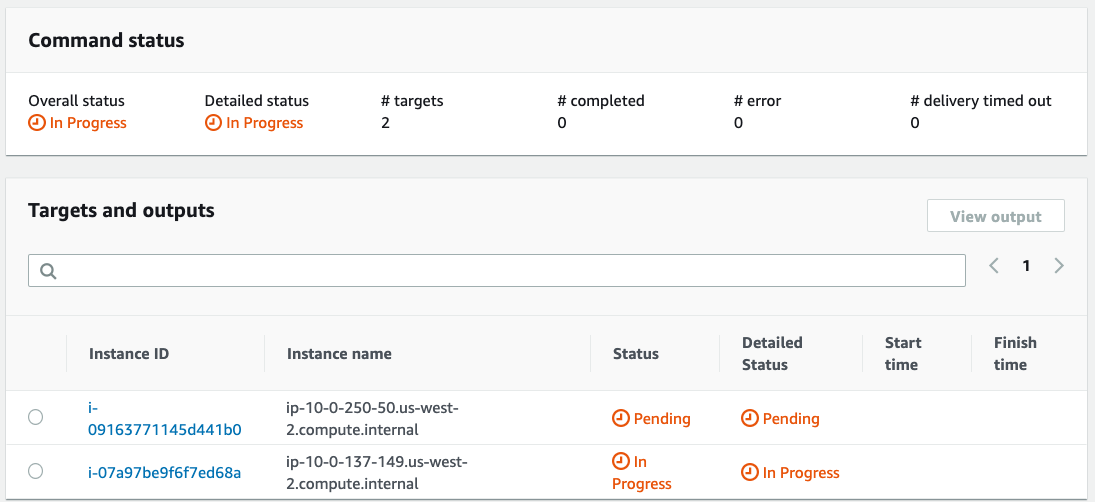 Command status
Overall status
In Progress
Detailed status
In Progress
# targets
2
# completed
0
# error
0
# delivery timed out
0
Targets and outputs
View output
1
Instance ID
Instance name
Status
Detailed
Status
Start
time
Finish
time
i-
09163771145d441b0
ip-10-0-250-50.us-west-
2.compute.internal
Pending
Pending
i-07a97be9f6f7ed68a
ip-10-0-137-149.us-west-
2.compute.internal
In
Progress
In Progress